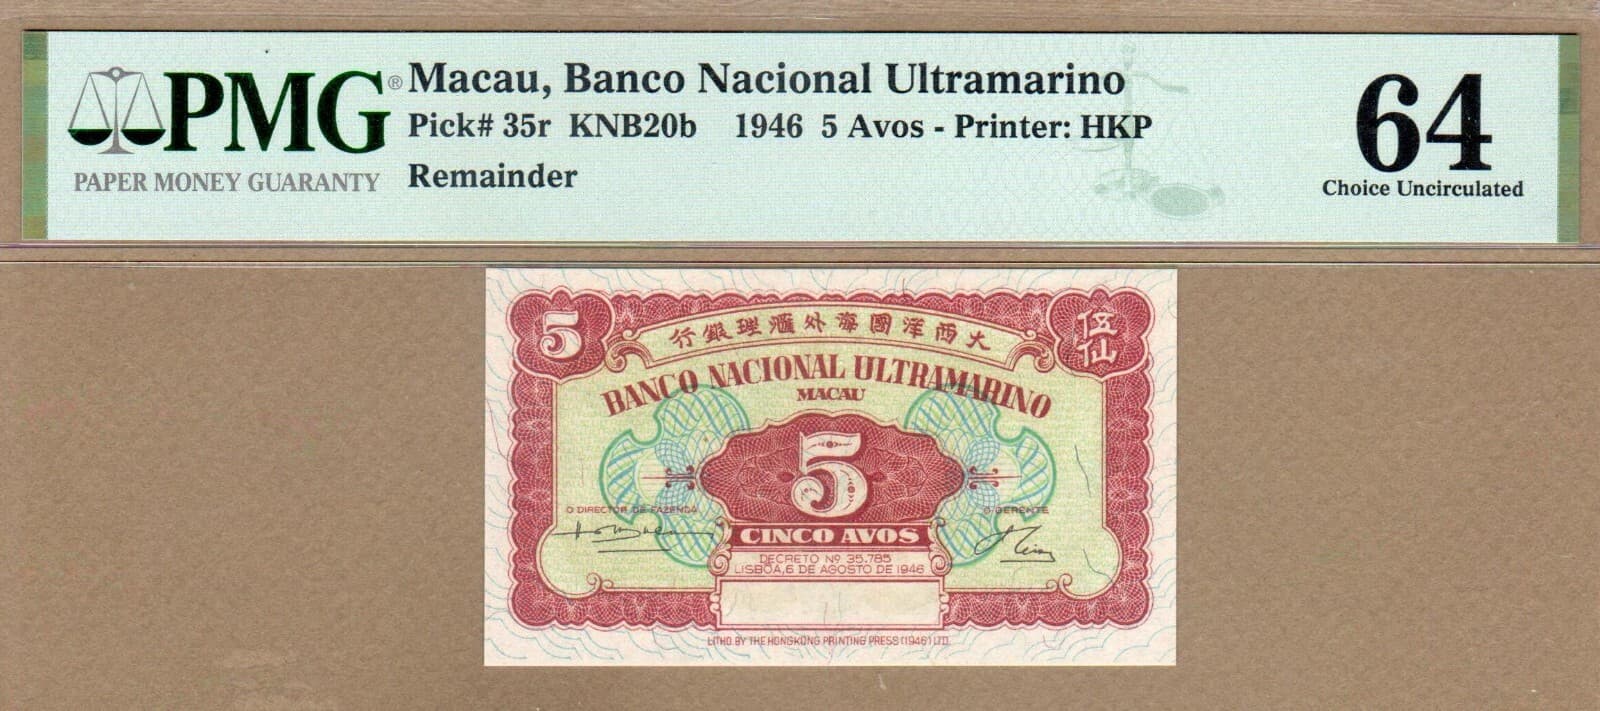 PMG®
PAPER MONEY GUARANTY
Macau, Banco Nacional Ultramarino
Pick# 35r KNB20b 1946 5 Avos - Printer: HKP
Remainder
64
Choice Uncirculated
5
行銀理滙外海國洋西大
伍仙
BANCO NACIONAL ULTRAMARINO
MACAU
5
O DIRECTOR DE FAZENDA
O GERENTE
CINCO AVOS
DECRETO Nº 35.785
LISBOA, 6 DE AGOSTO DE 1946
LITHO BY THE HONGKONG PRINTING PRESS (1946) LTD.